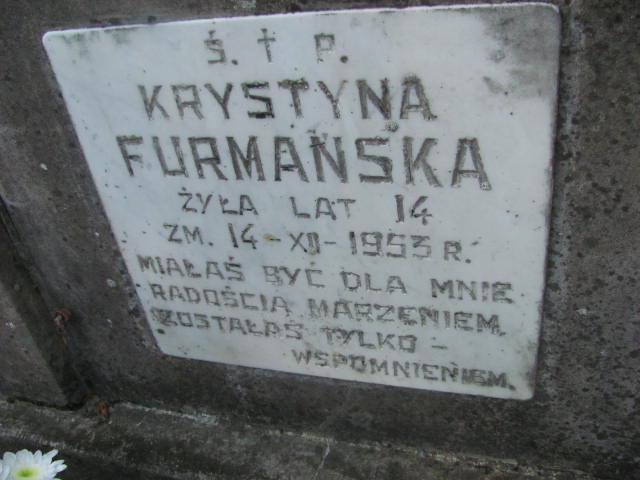 Ś. † P.
KRYSTYNA
FURMAŃSKA
ŻYŁA LAT 14
ZM. 14-XII-1953 R.
MIAŁAŚ BYĆ DLA MNIE
RADOŚCIĄ MARZENIEM,
ZOSTAŁAŚ TYLKO -
WSPOMNIENIEM.